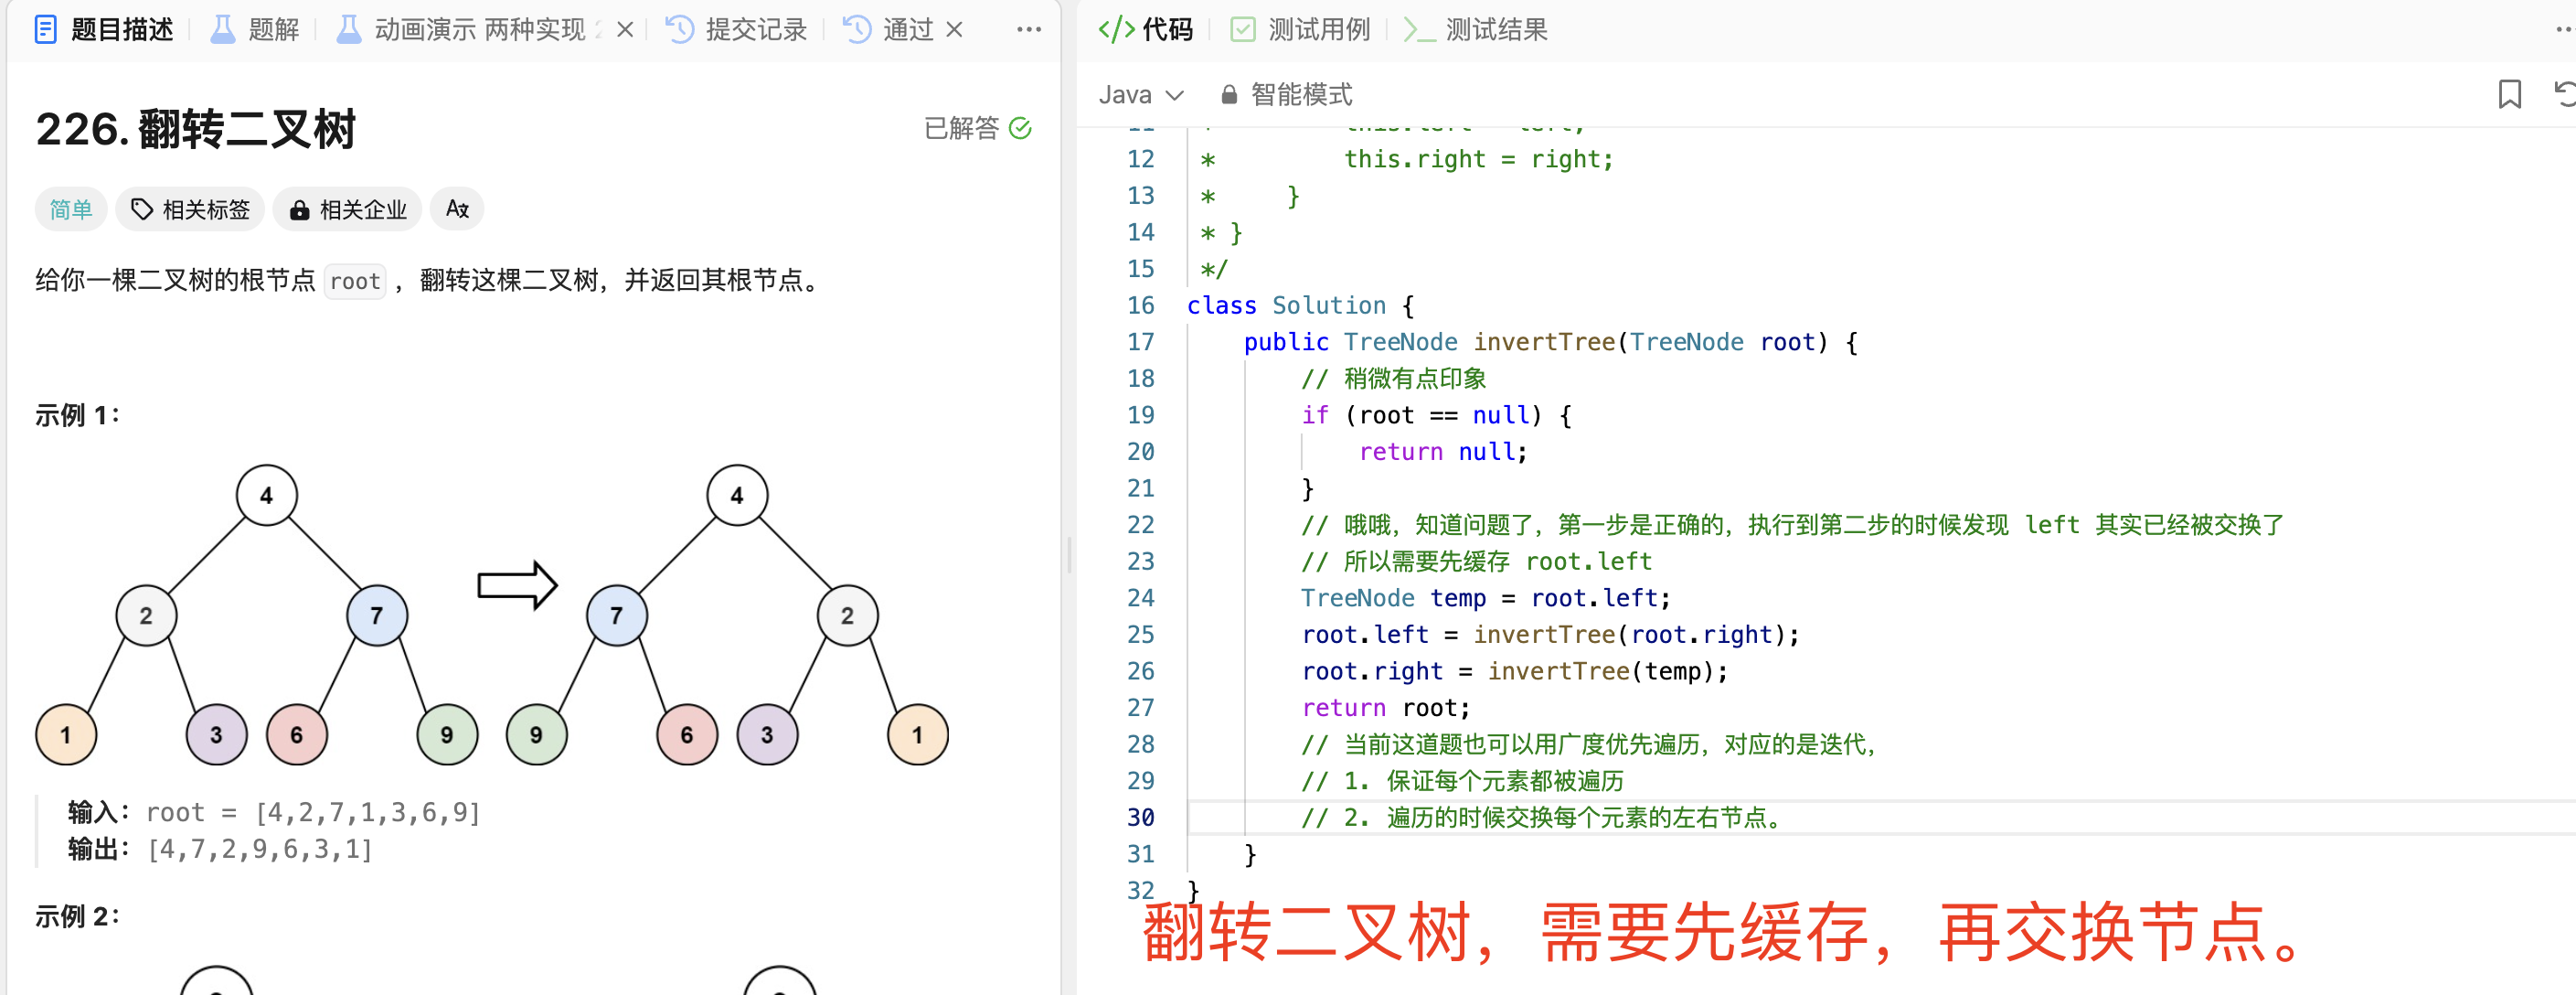 题目描述
题解
动画演示 两种实现
提交记录
通过
226. 翻转二叉树
已解答
简单
相关标签
相关企业
给你一棵二叉树的根节点 root ，翻转这棵二叉树，并返回其根节点。
示例 1：
4
4
2
7
7
2
1
3
6
9
9
6
3
1
输入：root = [4,2,7,1,3,6,9]
输出：[4,7,2,9,6,3,1]
示例 2：
代码
测试用例
测试结果
Java
智能模式
12 * this.right = right;
13 * }
14 * }
15 */
16 class Solution {
17 public TreeNode invertTree(TreeNode root) {
18 // 稍微有点印象
19 if (root == null) {
20 return null;
21 }
22 // 哦哦，知道问题了，第一步是正确的，执行到第二步的时候发现 left 其实已经被交换了
23 // 所以需要先缓存 root.left
24 TreeNode temp = root.left;
25 root.left = invertTree(root.right);
26 root.right = invertTree(temp);
27 return root;
28 // 当前这道题也可以用广度优先遍历，对应的是迭代，
29 // 1. 保证每个元素都被遍历
30 // 2. 遍历的时候交换每个元素的左右节点。
31 }
32 }
翻转二叉树，需要先缓存，再交换节点。